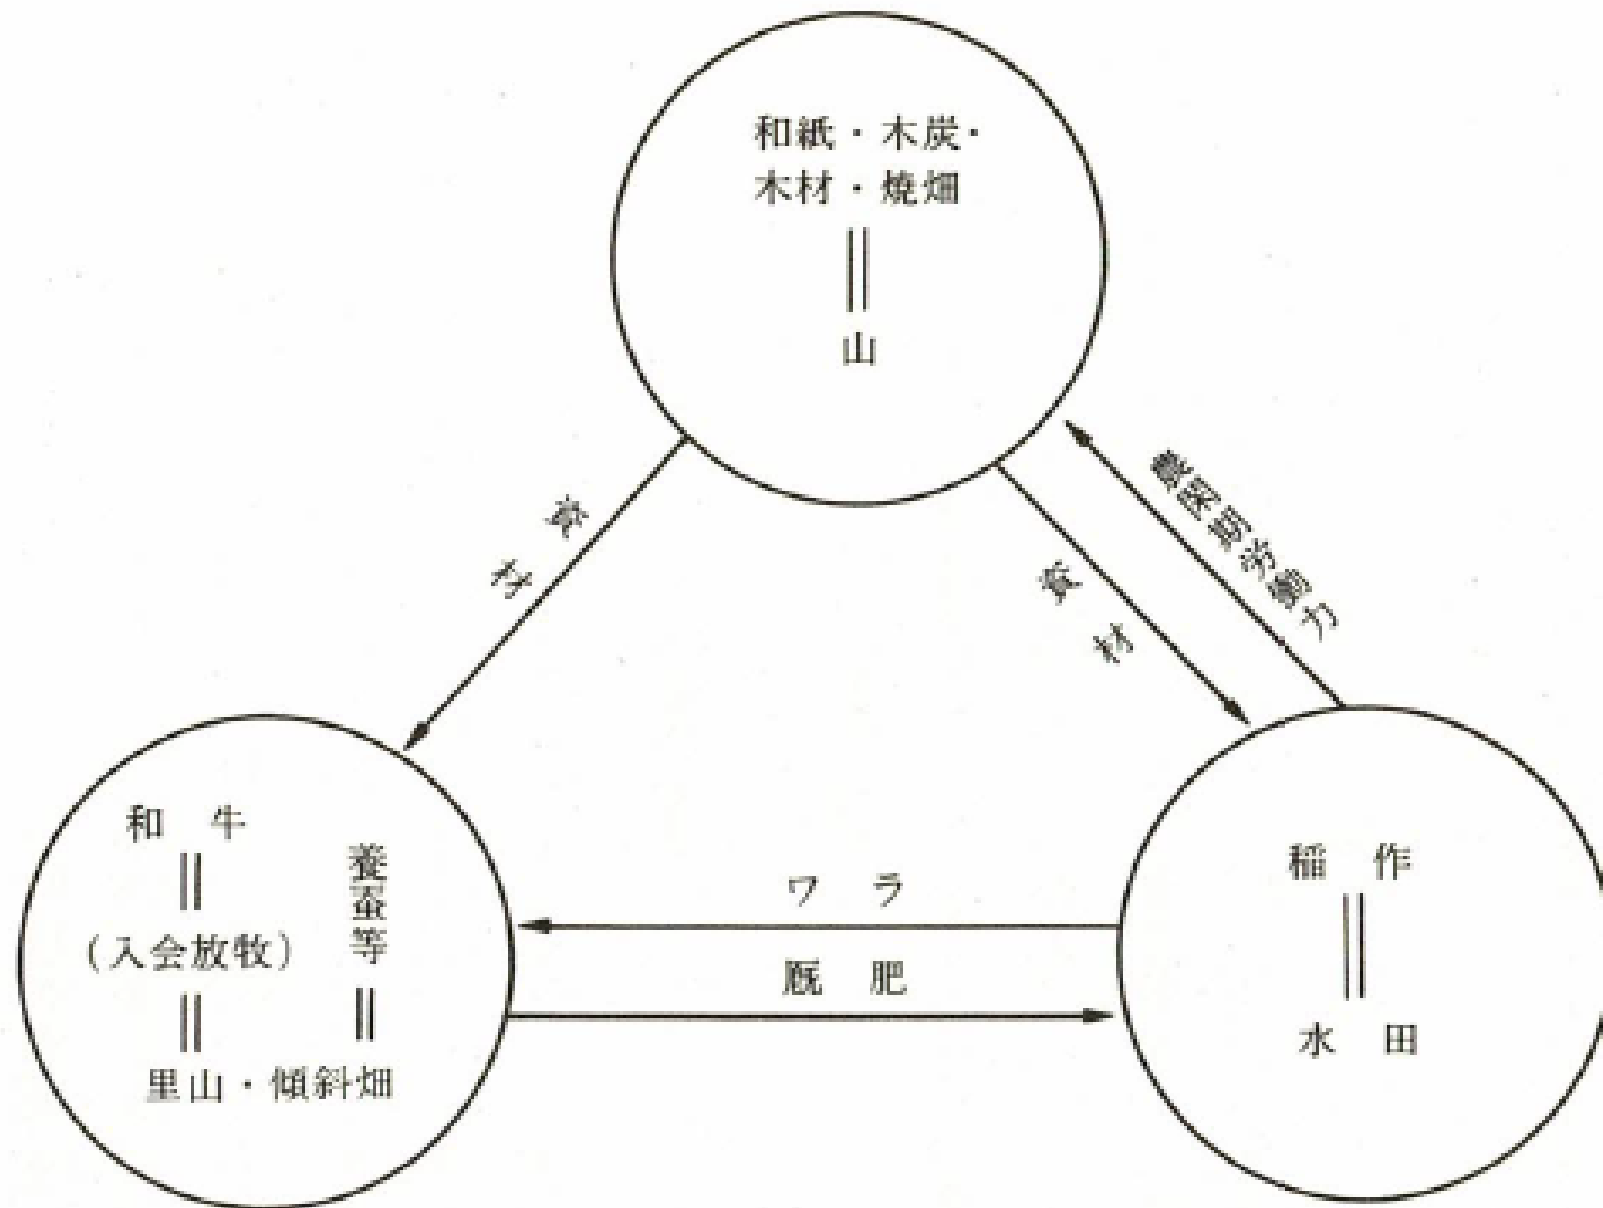 和紙・木炭・
木材・焼畑
山
資材
資材
農閑期労働力
和牛
(入会放牧)
養蚕等
里山・傾斜畑
ワラ
厩肥
稲作
水田